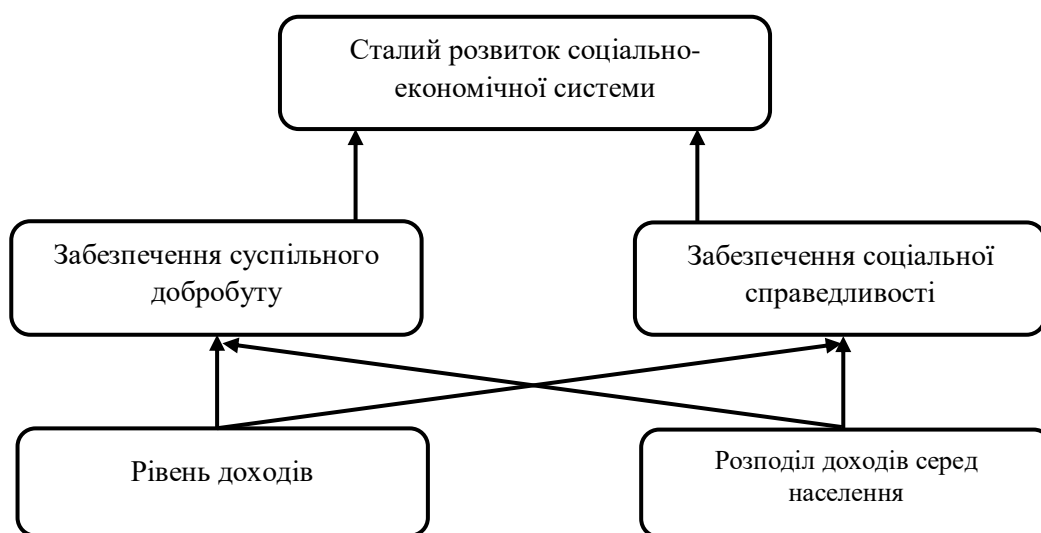 Сталий розвиток соціально-
економічної системи
Забезпечення суспільного
добробуту
Забезпечення соціальної
справедливості
Рівень доходів
Розподіл доходів серед
населення